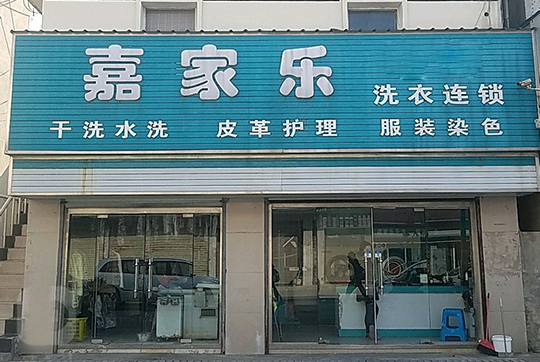 嘉家乐 洗衣连锁
干洗水洗 皮革护理 服装染色